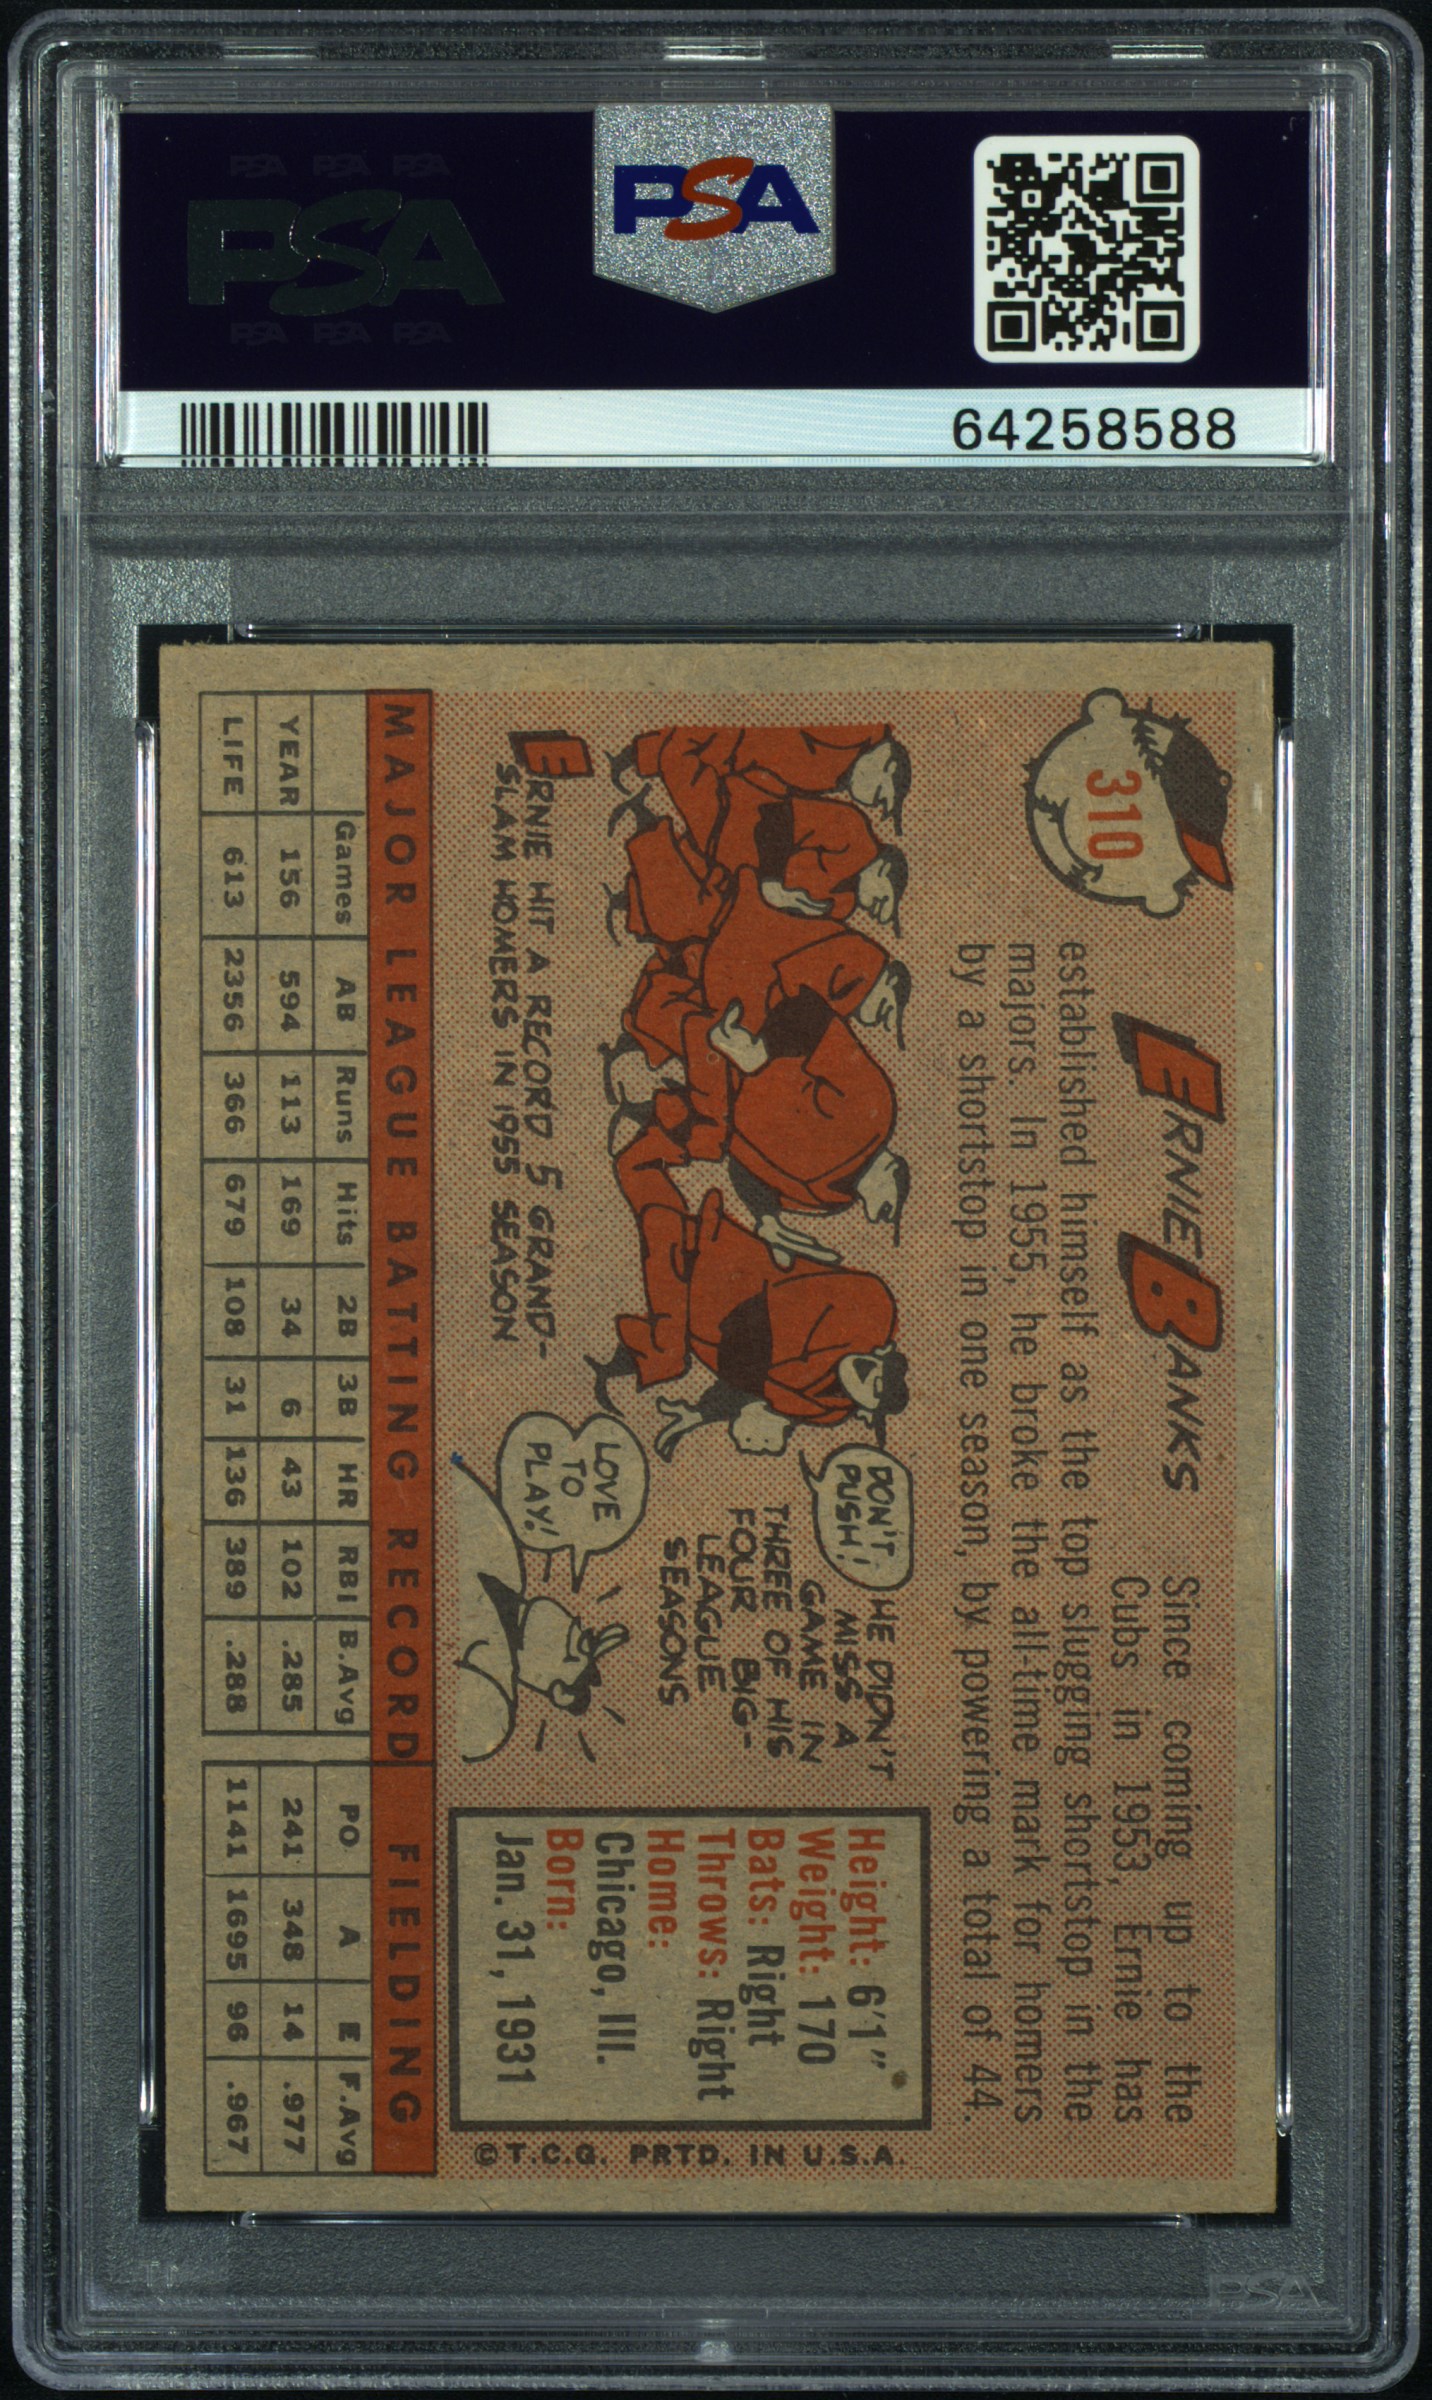 PSA PSA PSA
PSA
PSA PSA PSA
PSA
64258588
310
ERNIE BANKS
Since coming up to the
Cubs in 1953, Ernie has
established himself as the top slugging shortstop in the
majors. In 1955, he broke the all-time mark for homers
by a shortstop in one season, by powering a total of 44.
DON'T
PUSH!
HE DIDN'T
MISS A
GAME IN
THREE OF HIS
FOUR BIG-
LEAGUE
SEASONS
ERNIE HIT A RECORD 5 GRAND-
SLAM HOMERS IN 1955 SEASON
LOVE
TO
PLAY!
Height: 6'1"
Weight: 170
Bats: Right
Throws: Right
Home:
Chicago, Ill.
Born:
Jan. 31, 1931
©T.C.G. PRTD. IN U.S.A.
MAJOR LEAGUE BATTING RECORD FIELDING
Games AB Runs Hits 2B 3B HR RBI B.Avg PO A E F.Avg
YEAR 156 594 113 169 34 6 43 102 .285 241 348 14 .977
LIFE 613 2356 366 679 108 31 136 389 .288 1141 1695 96 .967
PSA